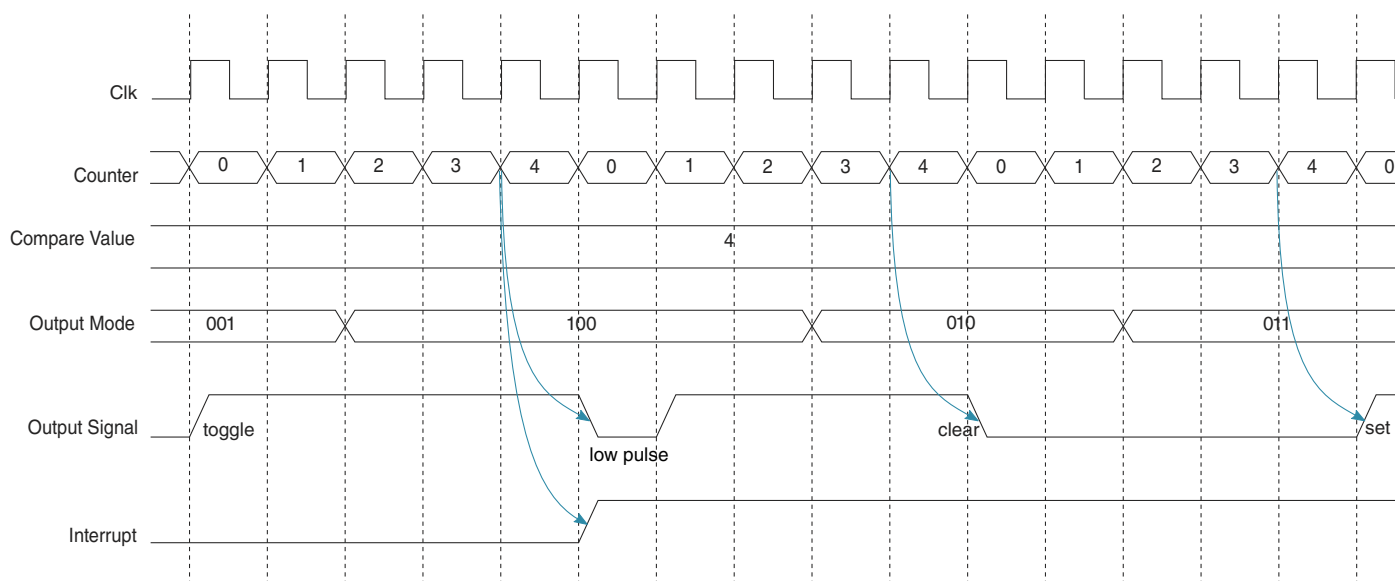 Clk
Counter 0 1 2 3 4 0 1 2 3 4 0 1 2 3 4 0
Compare Value 4
Output Mode 001 100 010 011
Output Signal toggle low pulse clear set
Interrupt